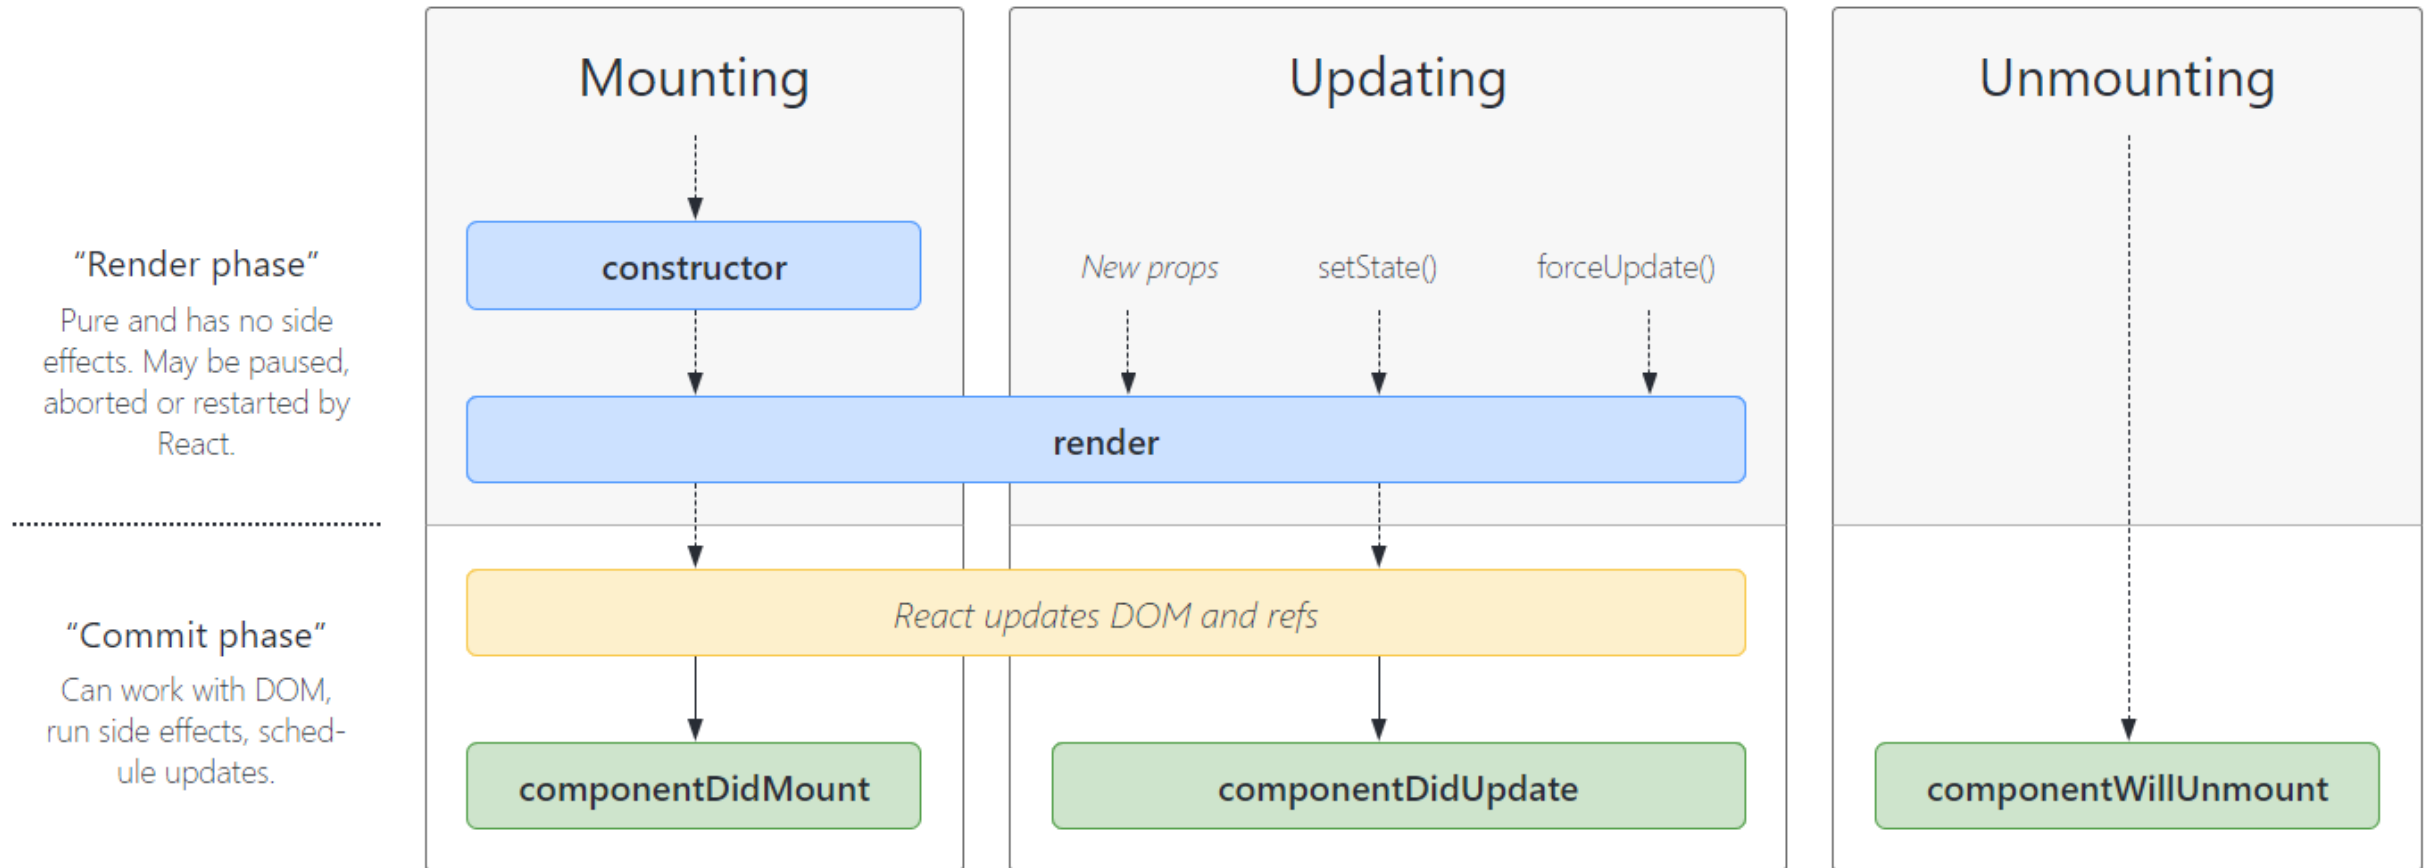 Mounting
Updating
Unmounting
“Render phase”
Pure and has no side
effects. May be paused,
aborted or restarted by
React.
constructor
New props
setState()
forceUpdate()
render
“Commit phase”
Can work with DOM,
run side effects, sched-
ule updates.
React updates DOM and refs
componentDidMount
componentDidUpdate
componentWillUnmount